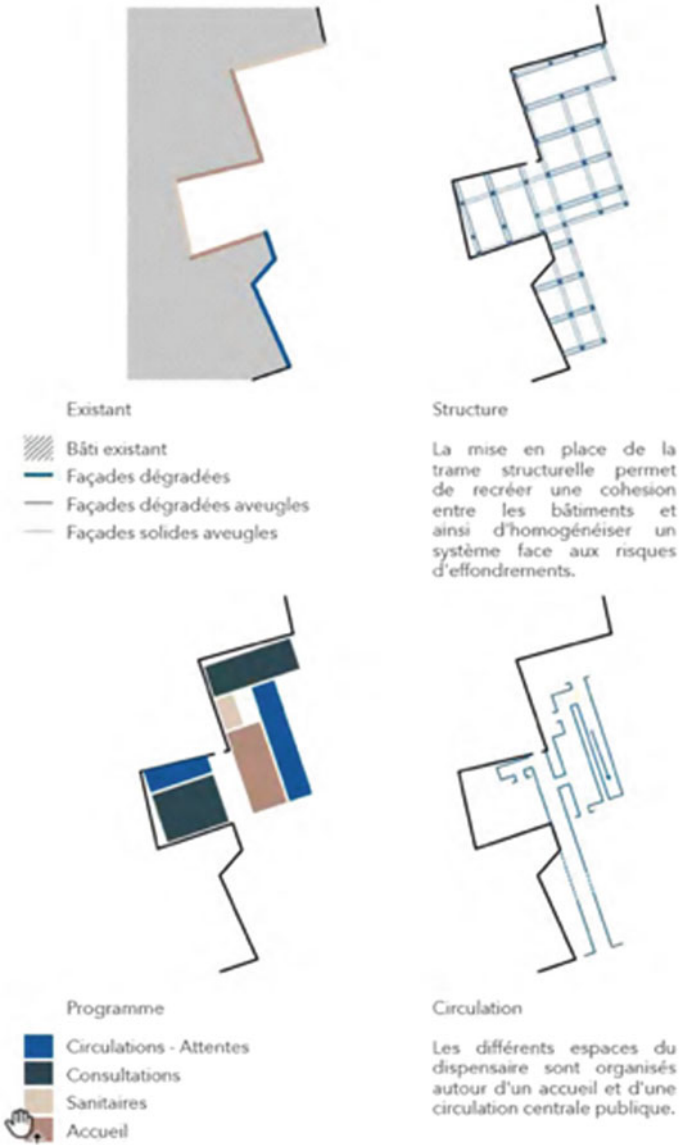 Existant
Bâti existant
Façades dégradées
Façades dégradées aveugles
Façades solides aveugles
Structure
La mise en place de la
trame structurelle permet
de recréer une cohesion
entre les bâtiments et
ainsi d'homogénéiser un
système face aux risques
d'effondrements.
Programme
Circulations - Attentes
Consultations
Sanitaires
Accueil
Circulation
Les différents espaces du
dispensaire sont organisés
autour d'un accueil et d'une
circulation centrale publique.